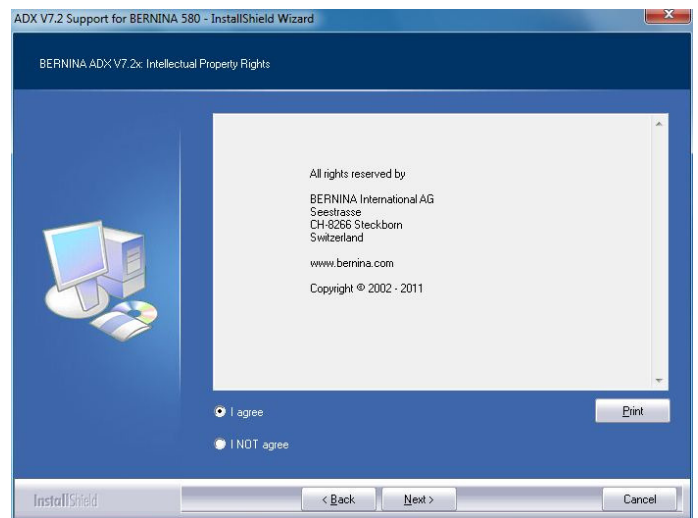 ADX V7.2 Support for BERNINA 580 - InstallShield Wizard
BERNINA ADX V7.2x: Intellectual Property Rights
All rights reserved by
BERNINA International AG
Seestrasse
CH-8266 Steckborn
Switzerland
www.bernina.com
Copyright © 2002 - 2011
I agree
Print
I NOT agree
InstallShield
< Back
Next >
Cancel